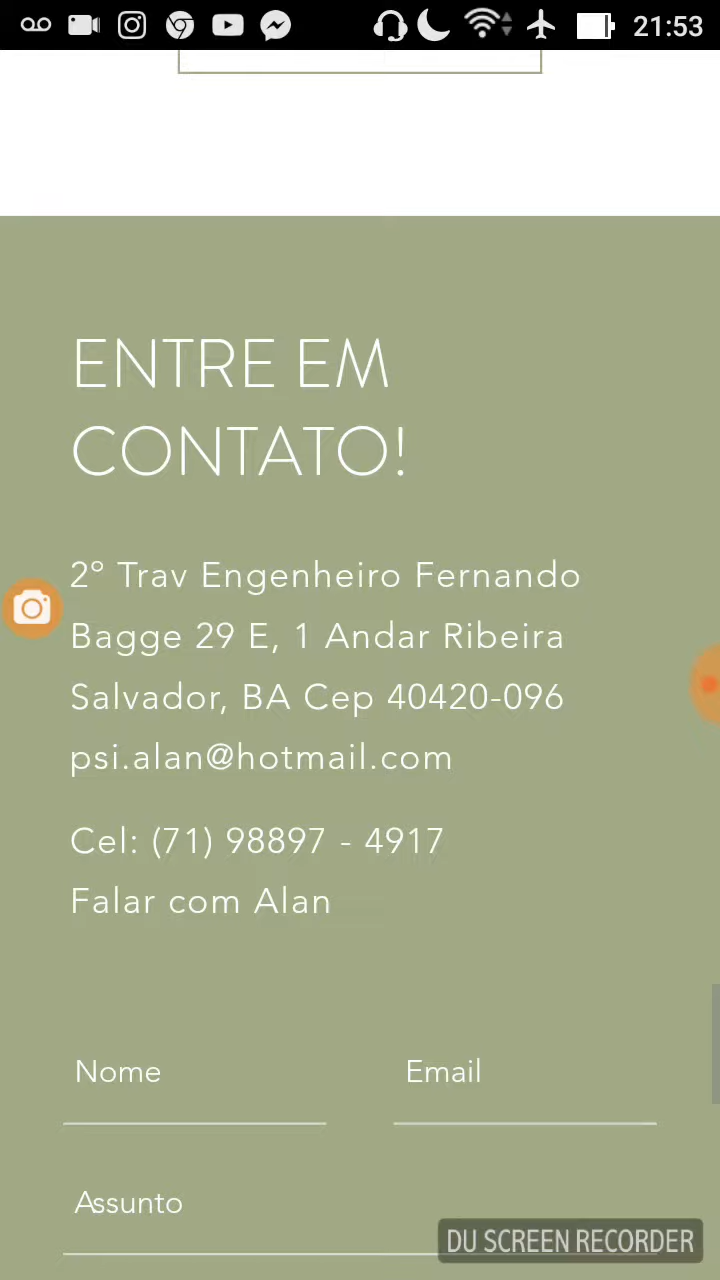 21:53
ENTRE EM
CONTATO!
2º Trav Engenheiro Fernando
Bagge 29 E, 1 Andar Ribeira
Salvador, BA Cep 40420-096
psi.alan@hotmail.com
Cel: (71) 98897 - 4917
Falar com Alan
Nome Email
Assunto
DU SCREEN RECORDER